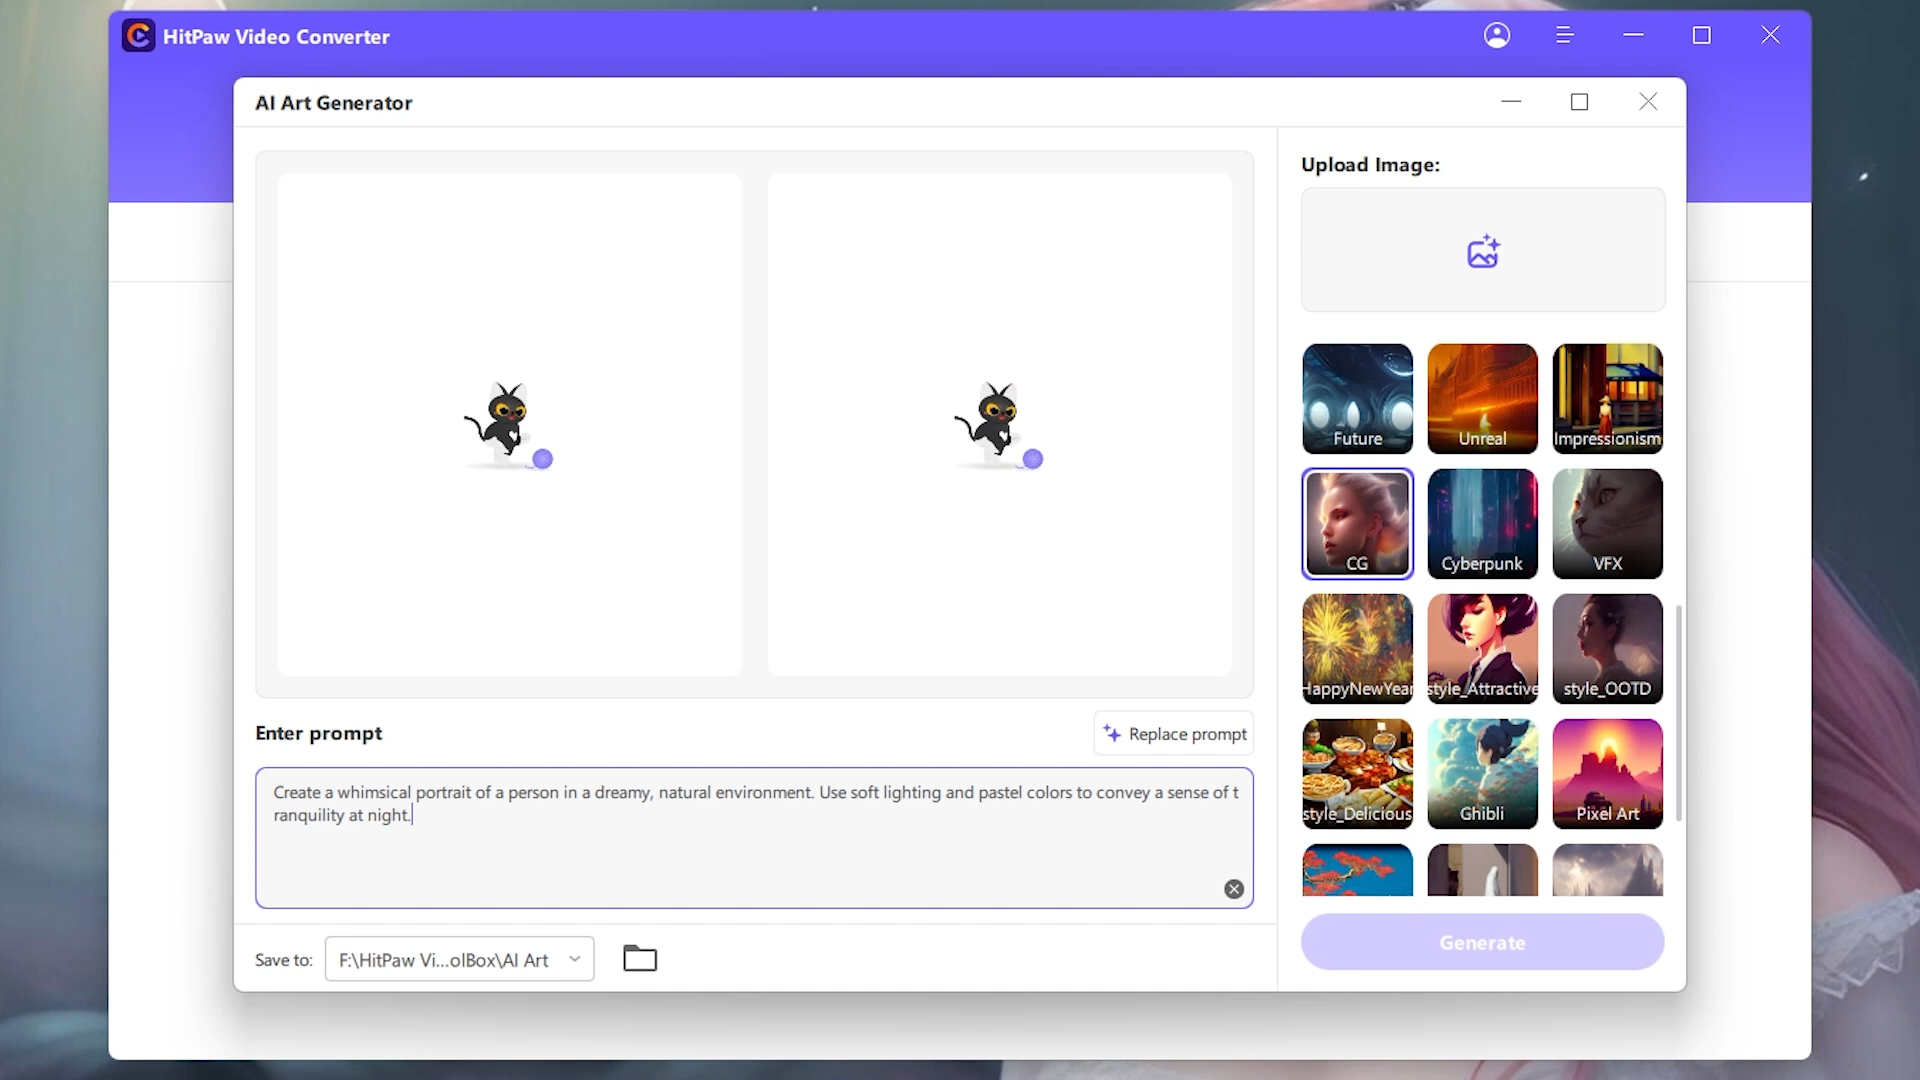 HitPaw Video Converter
AI Art Generator
Upload Image:
Future
Unreal
Impressionism
CG
Cyberpunk
VFX
HappyNewYear
style_Attractive
style_OOTD
style_Delicious
Ghibli
Pixel Art
Enter prompt
Replace prompt
Create a whimsical portrait of a person in a dreamy, natural environment. Use soft lighting and pastel colors to convey a sense of t
ranquility at night.
Save to:
F:\HitPaw Vi...olBox\AI Art
Generate